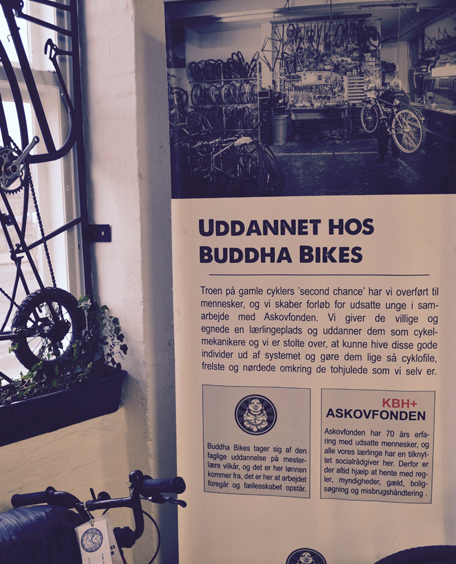 UDDANNET HOS
BUDDHA BIKES
Troen på gamle cyklers 'second chance' har vi overført til
mennesker, og vi skaber forløb for udsatte unge i sam-
arbejde med Askovfonden. Vi giver de villige og
egnede en lærlingeplads og uddanner dem som cykel-
mekanikere og vi er stolte over, at kunne hive disse gode
individer ud af systemet og gøre dem lige så cyklofile,
frelste og nørdede omkring de tohjulede som vi selv er.
Buddha Bikes tager sig af den
faglige uddannelse på mester-
lære vilkår, og det er her lønnen
kommer fra, det er her at arbejdet
foregår og fællesskabet opstår.
KBH+
ASKOVFONDEN
Askovfonden har 70 års erfa-
ring med udsatte mennesker, og
alle vores lærlinge har en tilknyt-
tet socialrådgiver her. Derfor er
der altid hjælp at hente med reg-
ler, myndigheder, gæld, bolig-
søgning og misbrugshåndtering .